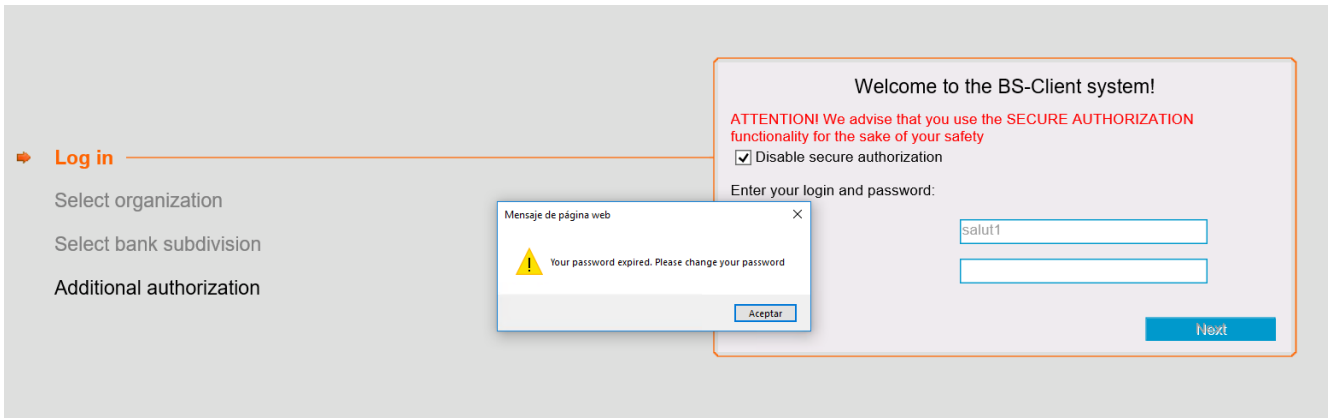 Log in
Select organization
Select bank subdivision
Additional authorization
Welcome to the BS-Client system!
ATTENTION! We advise that you use the SECURE AUTHORIZATION
functionality for the sake of your safety
Disable secure authorization
Enter your login and password:
salut1
Next
Mensaje de página web
Your password expired. Please change your password
Aceptar